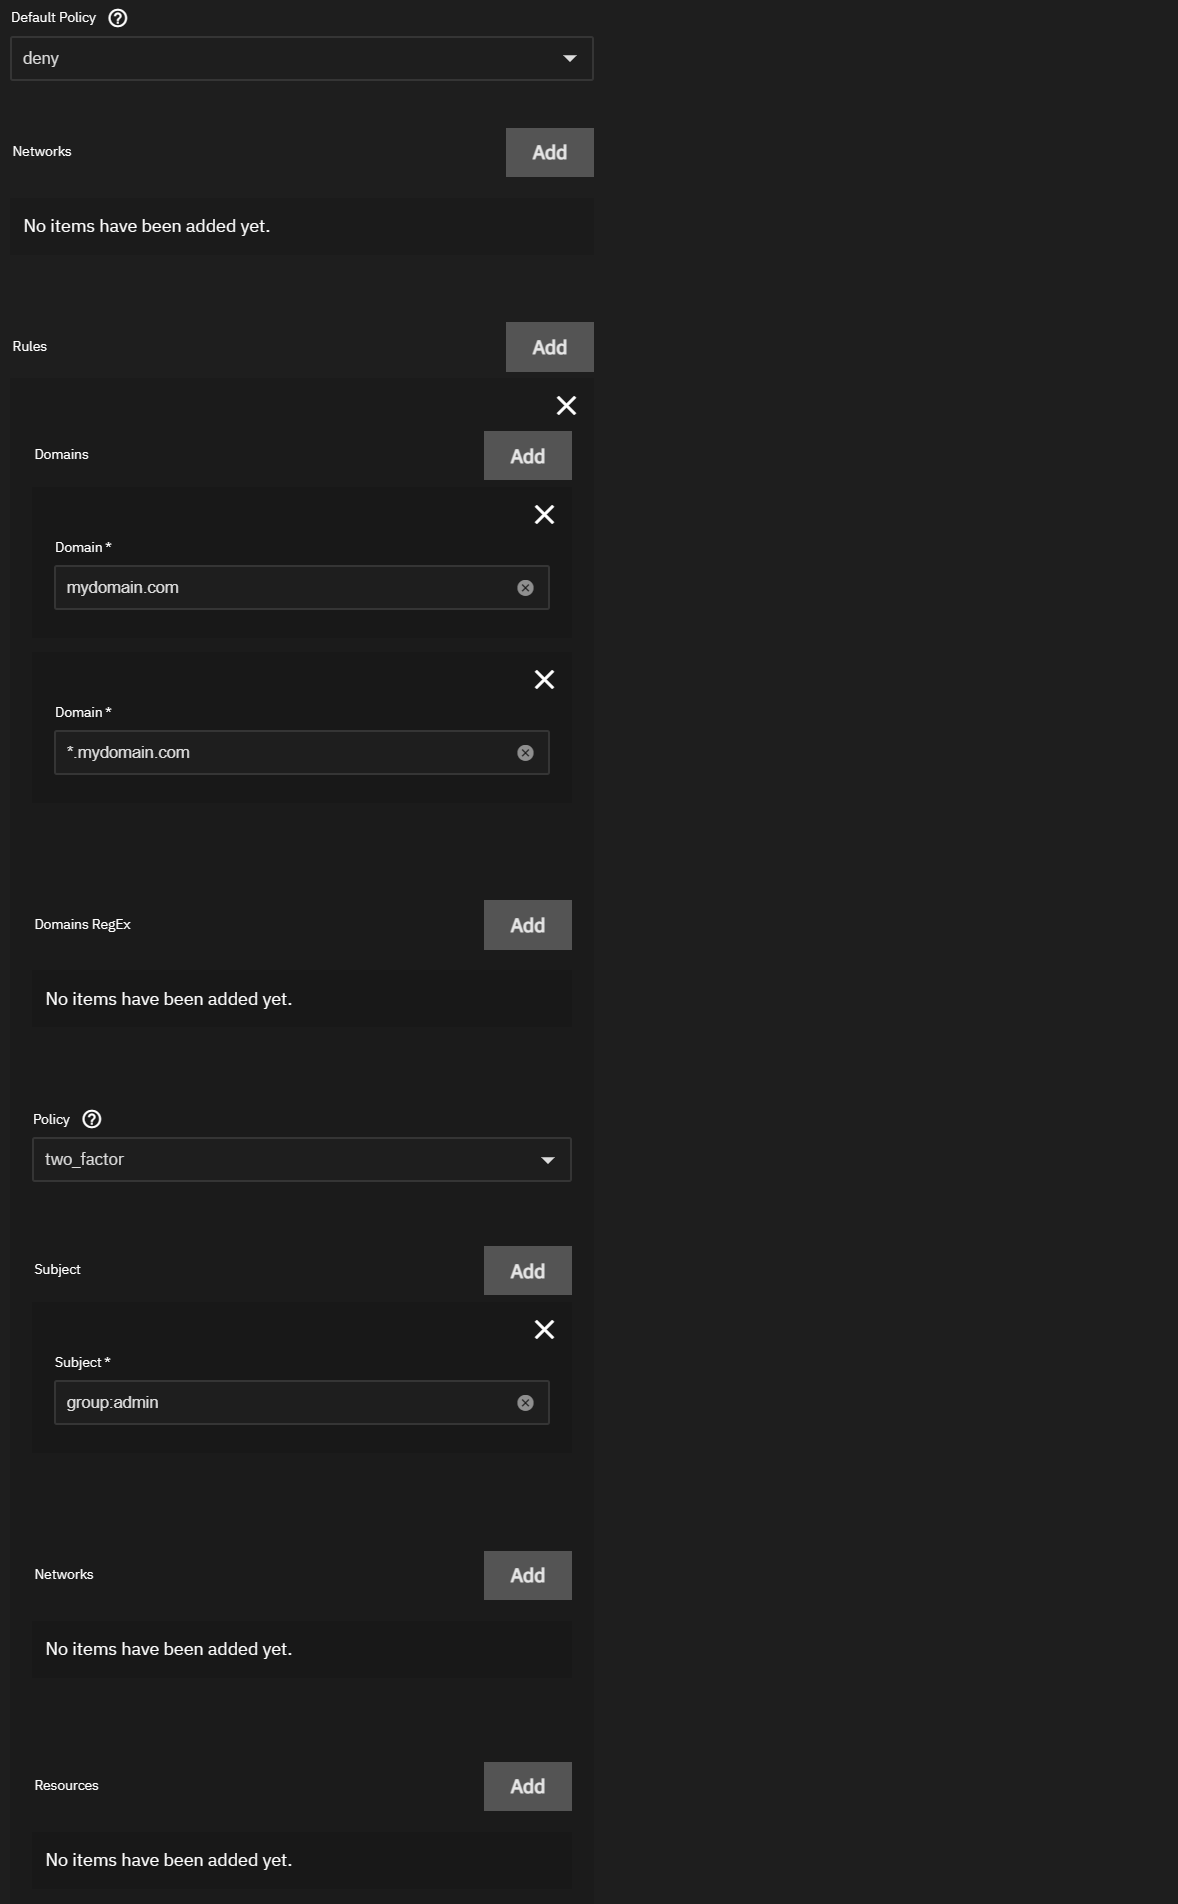 Default Policy
deny
Networks
Add
No items have been added yet.
Rules
Add
Domains
Add
Domain *
mydomain.com
Domain *
*.mydomain.com
Domains RegEx
Add
No items have been added yet.
Policy
two_factor
Subject
Add
Subject *
group:admin
Networks
Add
No items have been added yet.
Resources
Add
No items have been added yet.